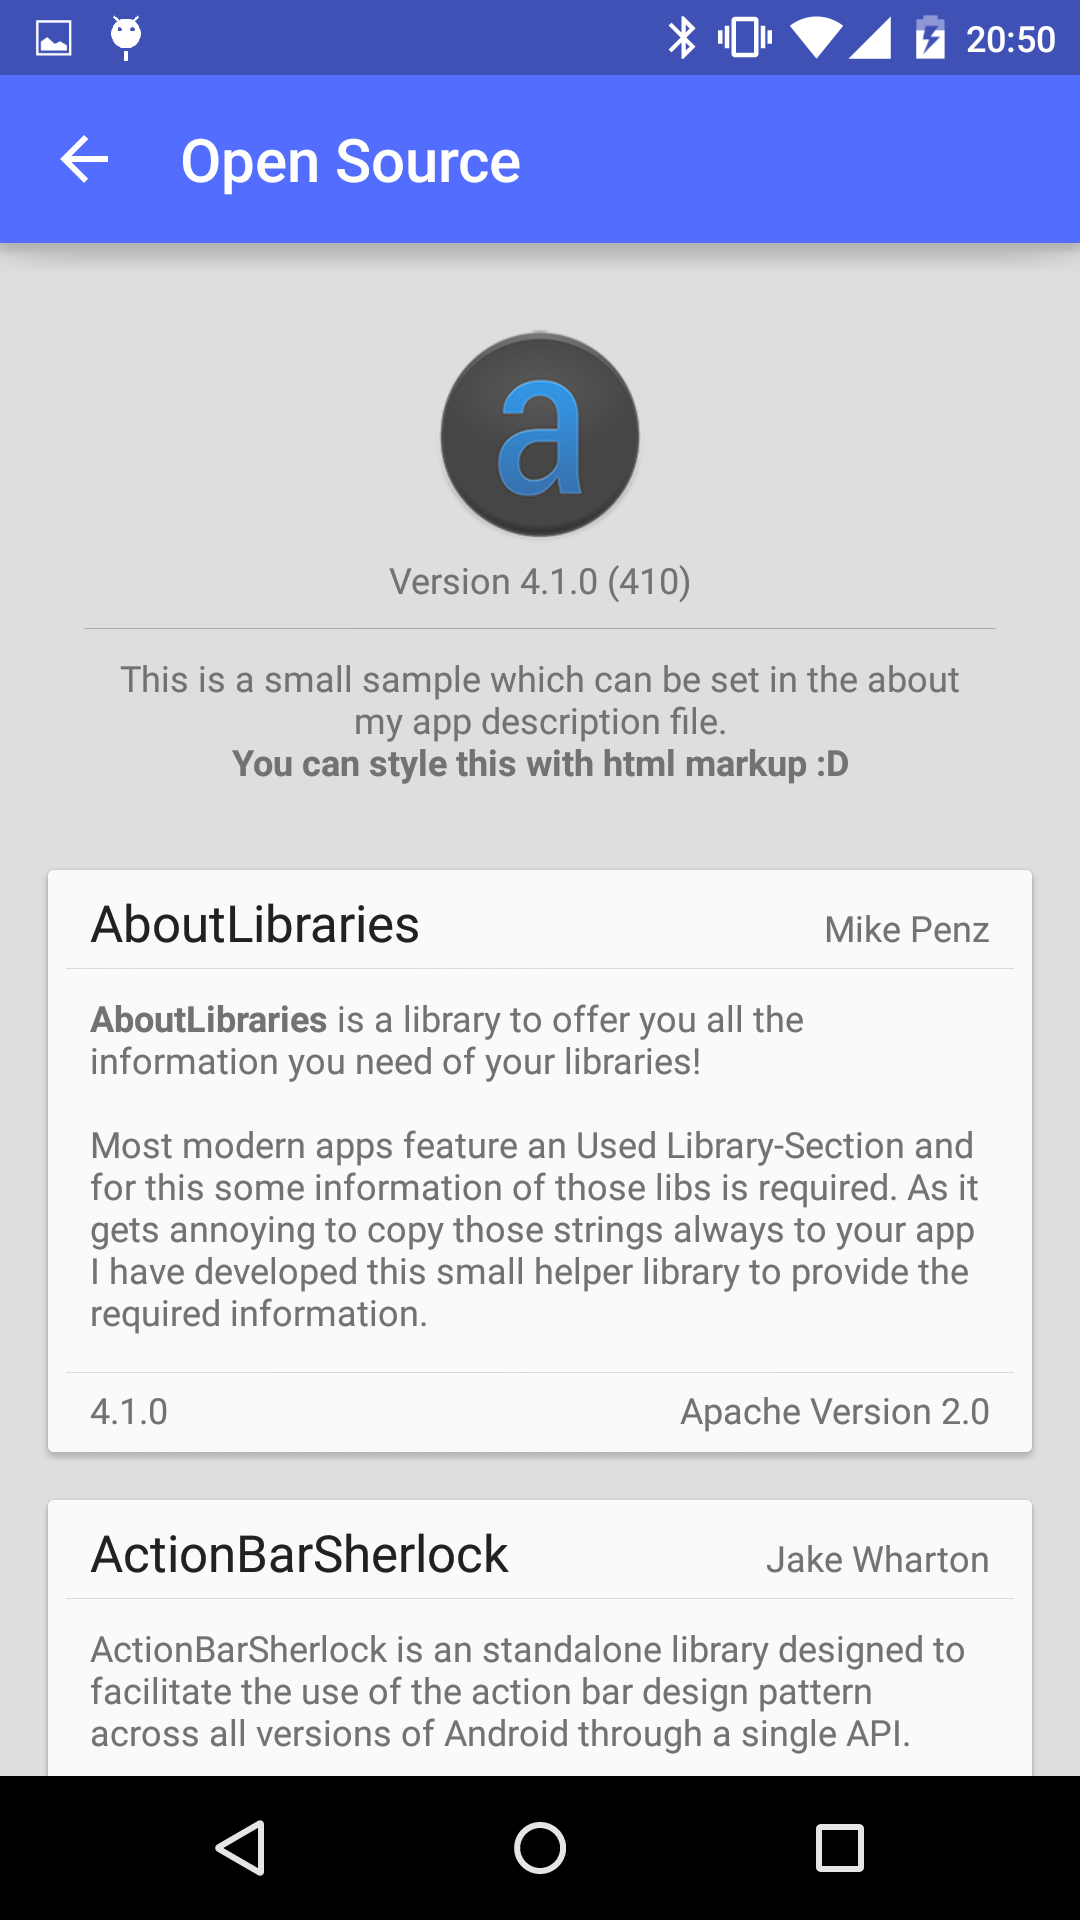 20:50
Open Source
a
Version 4.1.0 (410)
This is a small sample which can be set in the about
my app description file.
You can style this with html markup :D
AboutLibraries
Mike Penz
AboutLibraries is a library to offer you all the
information you need of your libraries!
Most modern apps feature an Used Library-Section and
for this some information of those libs is required. As it
gets annoying to copy those strings always to your app
I have developed this small helper library to provide the
required information.
4.1.0
Apache Version 2.0
ActionBarSherlock
Jake Wharton
ActionBarSherlock is an standalone library designed to
facilitate the use of the action bar design pattern
across all versions of Android through a single API.